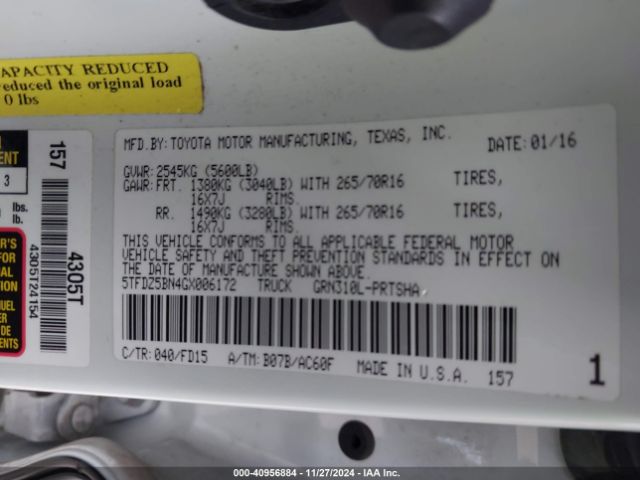 CAPACITY REDUCED
reduced the original load
0 lbs
157
3
lbs.
lb.
4305T
4305T24154
MFD.BY: TOYOTA MOTOR MANUFACTURING, TEXAS, INC.
DATE: 01/16
GVWR: 2545KG (5600LB)
GAWR: FRT. 1380KG (3040LB) WITH 265/70R16 TIRES,
16X7J RIMS.
RR. 1490KG (3280LB) WITH 265/70R16 TIRES,
16X7J RIMS.
THIS VEHICLE CONFORMS TO ALL APPLICABLE FEDERAL MOTOR
VEHICLE SAFETY AND THEFT PREVENTION STANDARDS IN EFFECT ON
THE DATE OF MANUFACTURE SHOWN ABOVE.
5TFDZ5BN4GX006172 TRUCK GRN310L-PRTSHA
C/TR: 040/FD15 A/TM: B07B/AC60F MADE IN U.S.A. 157
1
000-40956884 | 11/27/2024 | IAA Inc.